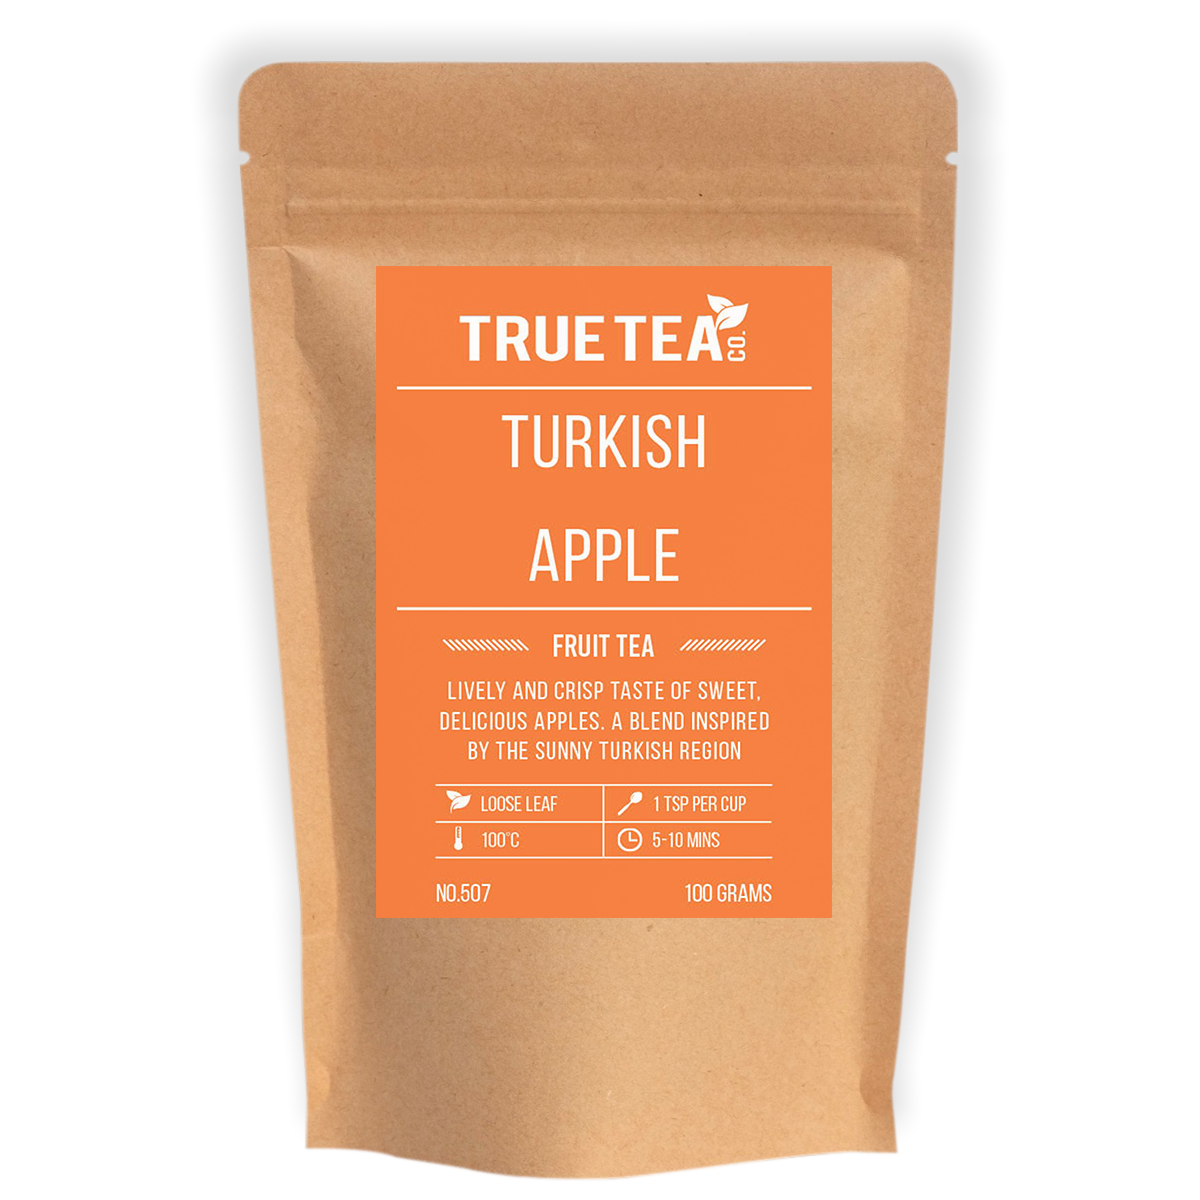 TRUE TEA CO.
TURKISH
APPLE
FRUIT TEA
LIVELY AND CRISP TASTE OF SWEET,
DELICIOUS APPLES. A BLEND INSPIRED
BY THE SUNNY TURKISH REGION
LOOSE LEAF
1 TSP PER CUP
100°C
5-10 MINS
NO.507
100 GRAMS